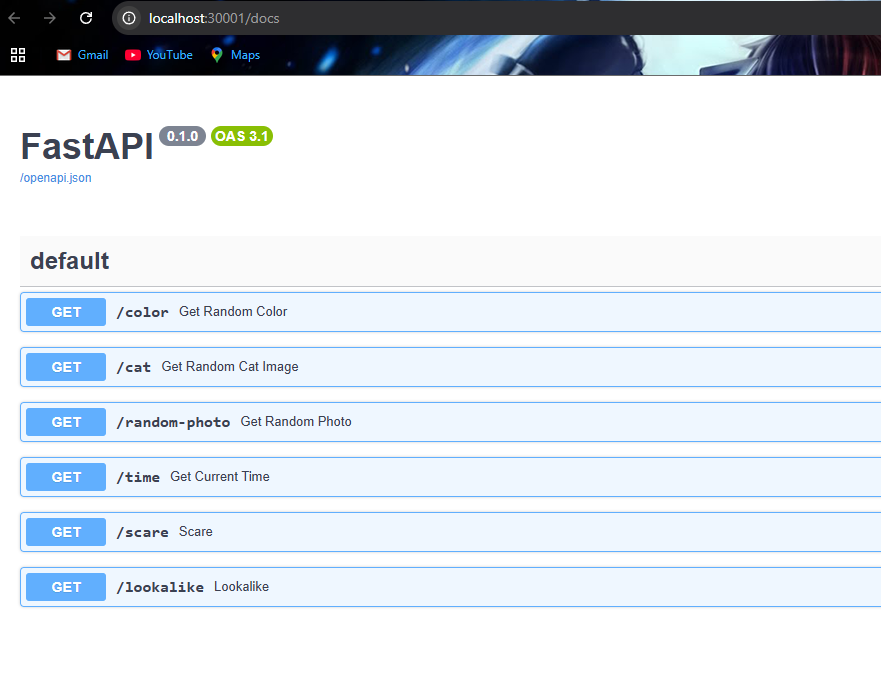 localhost:30001/docs
Gmail YouTube Maps
FastAPI 0.1.0 OAS 3.1
/openapi.json
default
GET /color Get Random Color
GET /cat Get Random Cat Image
GET /random-photo Get Random Photo
GET /time Get Current Time
GET /scare Scare
GET /lookalike Lookalike